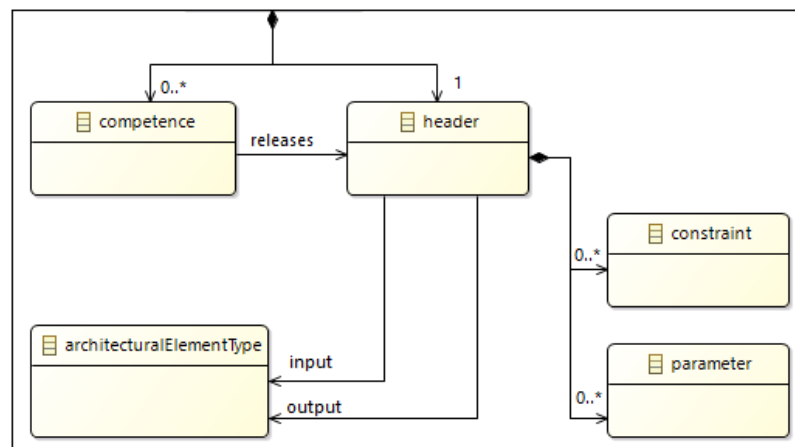 0..*
1
competence
header
releases
constraint
0..*
architecturalElementType
input
parameter
output
0..*